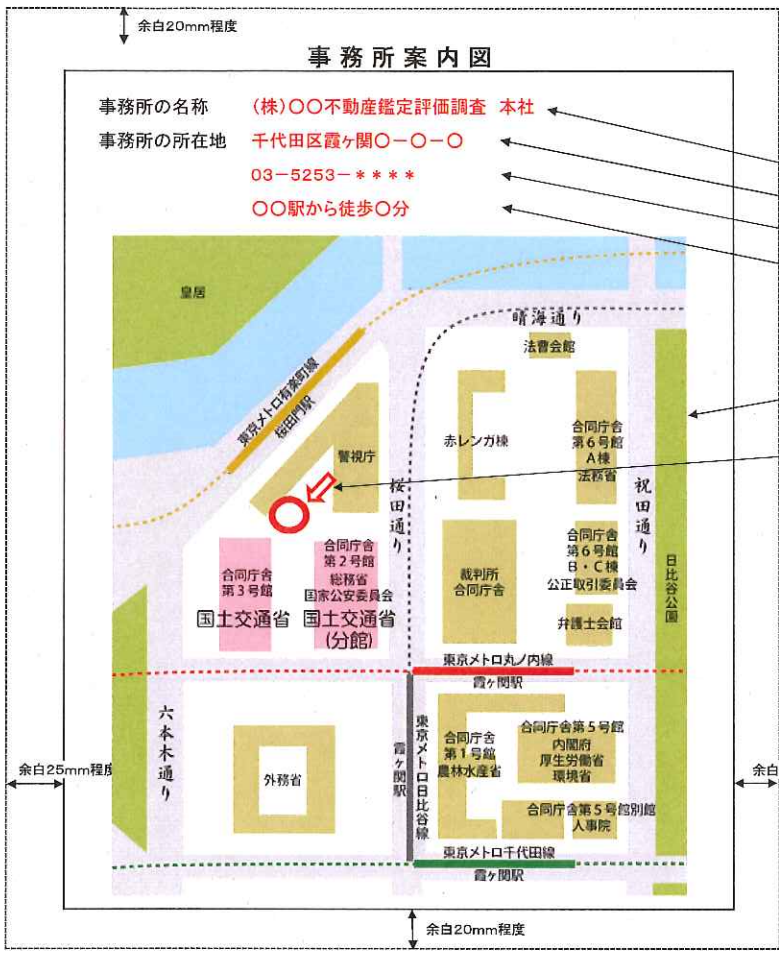 余白20mm程度
事務所案内図
事務所の名称 (株)〇〇不動産鑑定評価調査 本社
事務所の所在地 千代田区霞ヶ関〇－〇－〇
03－5253－＊＊＊＊
〇〇駅から徒歩〇分
皇居
晴海通り
法曹会館
東京メトロ有楽町線
桜田門駅
警視庁
赤レンガ棟
合同庁舎
第6号館
A棟
法務省
桜田通り
祝田通り
合同庁舎
第3号館
国土交通省
合同庁舎
第2号館
総務省
国家公安委員会
国土交通省
(分館)
裁判所
合同庁舎
合同庁舎
第6号館
B・C棟
公正取引委員会
弁護士会館
日比谷公園
東京メトロ丸ノ内線
霞ヶ関駅
六本木通り
外務省
霞ヶ関駅
東京メトロ日比谷線
合同庁舎
第1号館
農林水産省
合同庁舎第5号館
内閣府
厚生労働省
環境省
合同庁舎第5号館別館
人事院
余白25mm程度
余白
東京メトロ千代田線
霞ヶ関駅
余白20mm程度